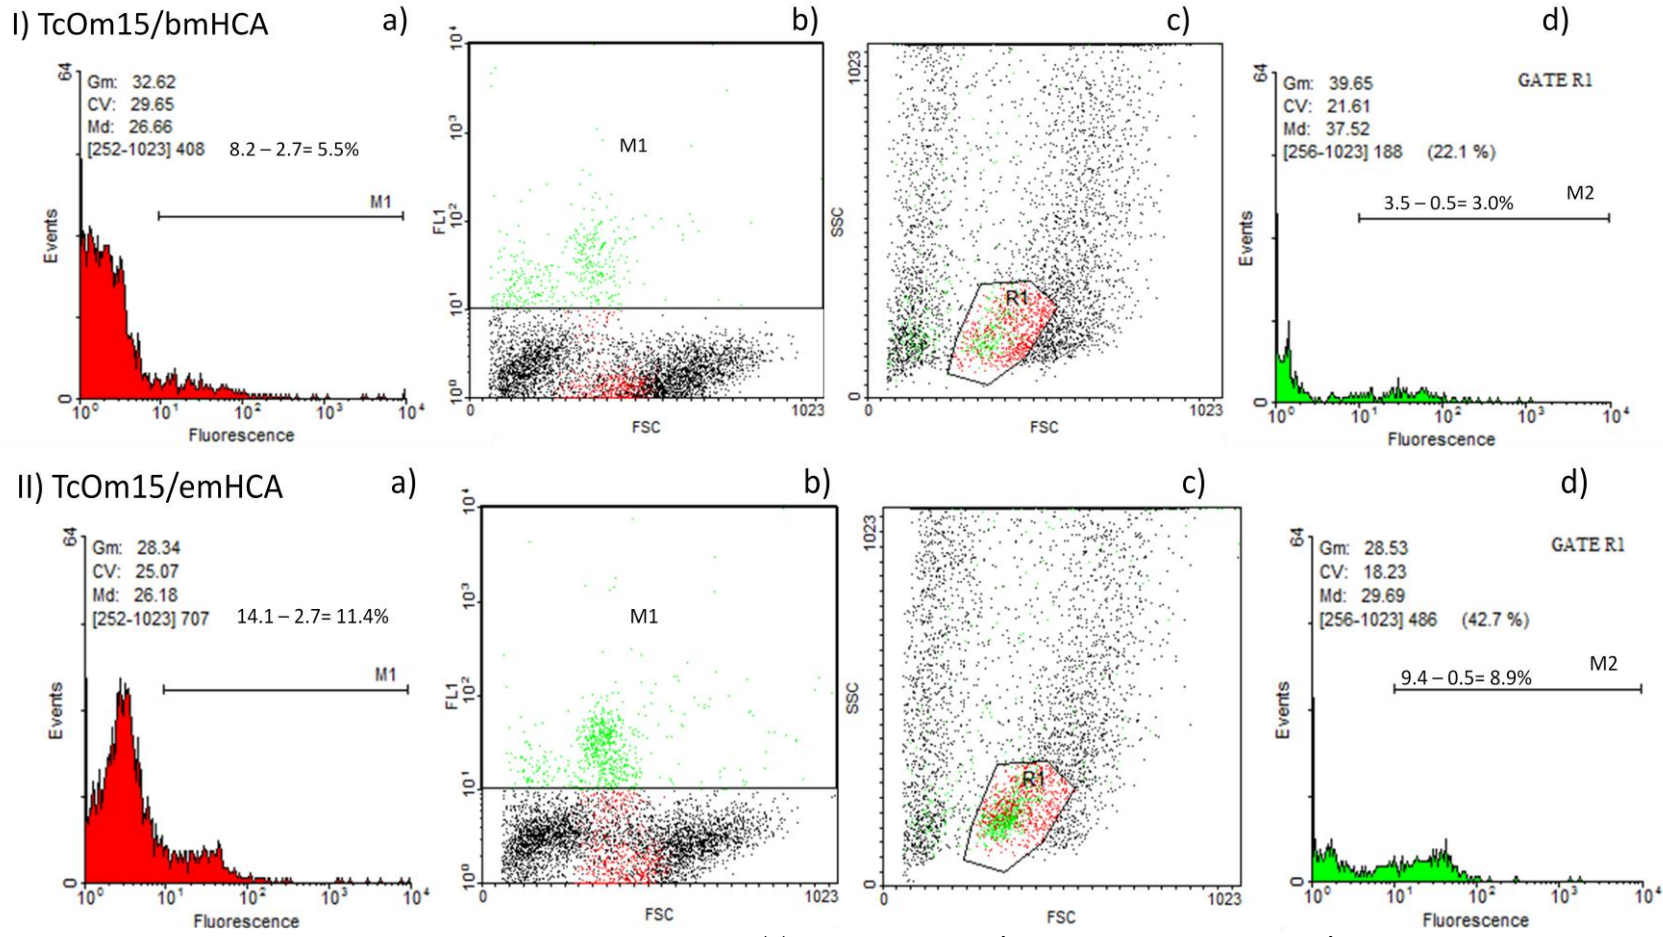 I) TcOm15/bmHCA
a)
64
Gm: 32.62
CV: 29.65
Md: 26.66
[252-1023] 408 8.2 – 2.7= 5.5%
M1
Events
0
10⁰ 10¹ 10² 10³ 10⁴
Fluorescence
b)
10⁴
10³
M1
10²
FL1
10¹
10⁰
0 1023
FSC
c)
1023
SSC
R1
0
0 1023
FSC
d)
64
GATE R1
Gm: 39.65
CV: 21.61
Md: 37.52
[256-1023] 188 (22.1 %)
M2
3.5 – 0.5= 3.0%
Events
0
10⁰ 10¹ 10² 10³ 10⁴
Fluorescence
II) TcOm15/emHCA
a)
64
Gm: 28.34
CV: 25.07
Md: 26.18
[252-1023] 707 14.1 – 2.7= 11.4%
M1
Events
0
10⁰ 10¹ 10² 10³ 10⁴
Fluorescence
b)
10⁴
10³
M1
10²
FL1
10¹
10⁰
0 1023
FSC
c)
1023
SSC
R1
0
0 1023
FSC
d)
64
GATE R1
Gm: 28.53
CV: 18.23
Md: 29.69
[256-1023] 486 (42.7 %)
M2
9.4 – 0.5= 8.9%
Events
0
10⁰ 10¹ 10² 10³ 10⁴
Fluorescence